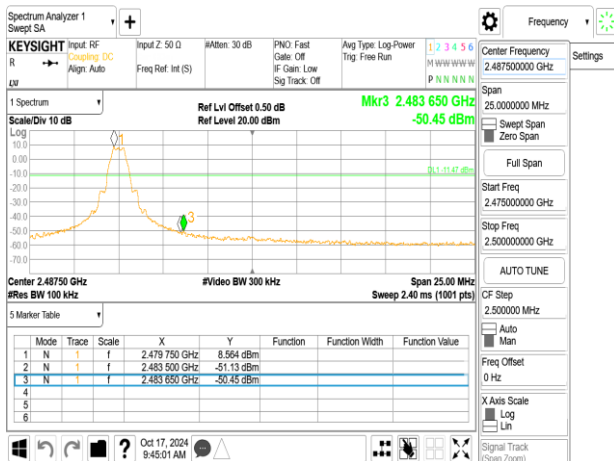 Spectrum Analyzer 1
Swept SA
Frequency
KEYSIGHT
R
Input: RF
Coupling: DC
Align: Auto
Input Z: 50 Ω
Freq Ref: Int (S)
#Atten: 30 dB
PNO: Fast
Gate: Off
IF Gain: Low
Sig Track: Off
Avg Type: Log-Power
Trig: Free Run
1 2 3 4 5 6
M W W W W W
P N N N N N
Center Frequency
2.487500000 GHz
Settings
Span
25.0000000 MHz
Swept Span
Zero Span
Full Span
Start Freq
2.475000000 GHz
Stop Freq
2.500000000 GHz
AUTO TUNE
CF Step
2.500000 MHz
Auto
Man
Freq Offset
0 Hz
X Axis Scale
Log
Lin
Signal Track
(Span Zoom)
1 Spectrum
Scale/Div 10 dB
Ref Lvl Offset 0.50 dB
Ref Level 20.00 dBm
Mkr3 2.483 650 GHz
-50.45 dBm
Log
10.0
0.00
-10.0
-20.0
-30.0
-40.0
-50.0
-60.0
-70.0
1
3
DL1 -11.47 dBm
Center 2.48750 GHz
#Res BW 100 kHz
#Video BW 300 kHz
Span 25.00 MHz
Sweep 2.40 ms (1001 pts)
5 Marker Table
Mode Trace Scale X Y Function Function Width Function Value
1 N 1 f 2.479 750 GHz 8.564 dBm
2 N 1 f 2.483 500 GHz -51.13 dBm
3 N 1 f 2.483 650 GHz -50.45 dBm
4
5
6
Oct 17, 2024
9:45:01 AM